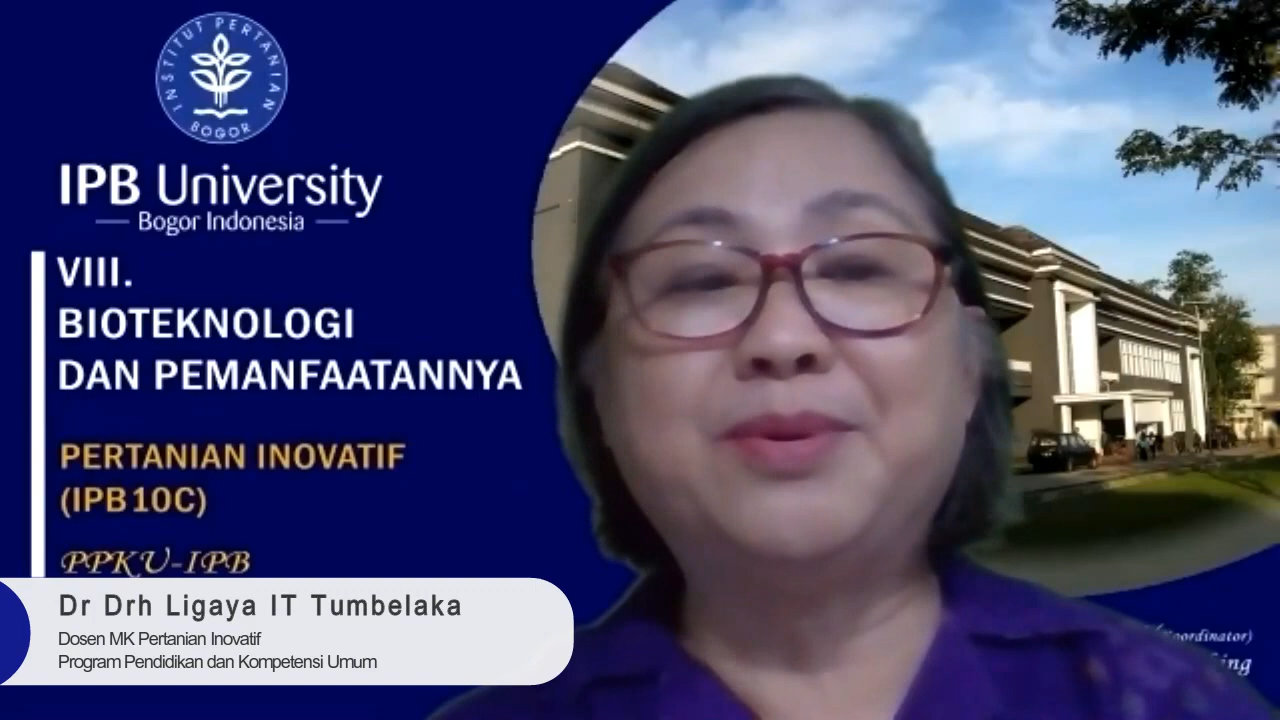 INSTITUT PERTANIAN
BOGOR
IPB University
Bogor Indonesia
VIII.
BIOTEKNOLOGI
DAN PEMANFAATANNYA
PERTANIAN INOVATIF
(IPB10C)
PPKU-IPB
Dr Drh Ligaya IT Tumbelaka
Dosen MK Pertanian Inovatif
Program Pendidikan dan Kompetensi Umum